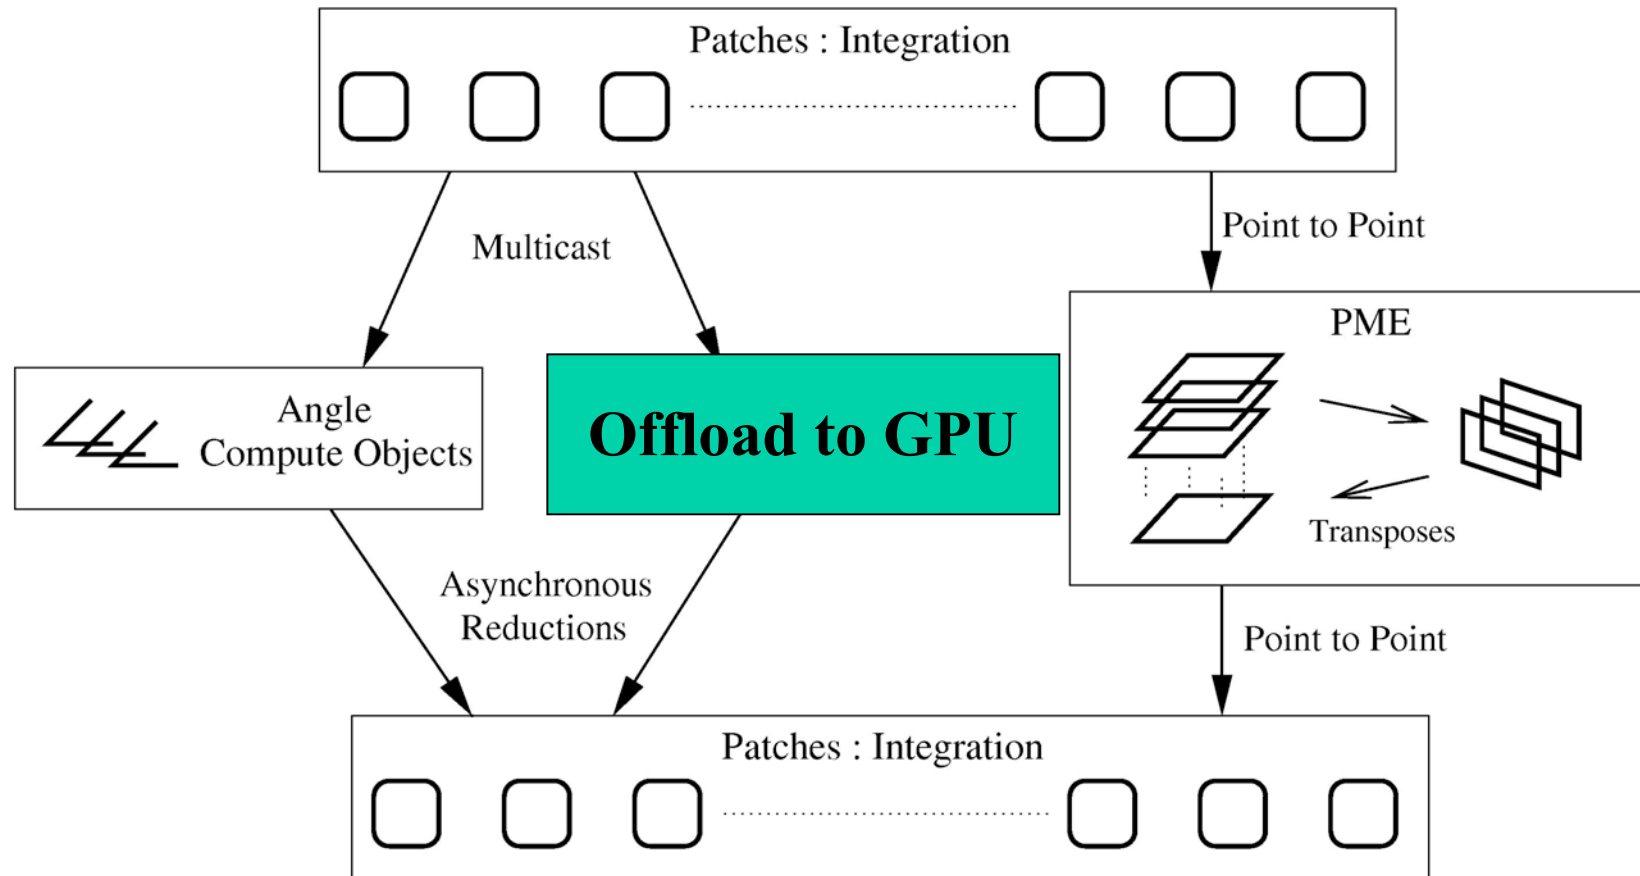 Patches : Integration
Multicast
Point to Point
PME
Angle
Compute Objects
Offload to GPU
Transposes
Asynchronous
Reductions
Point to Point
Patches : Integration